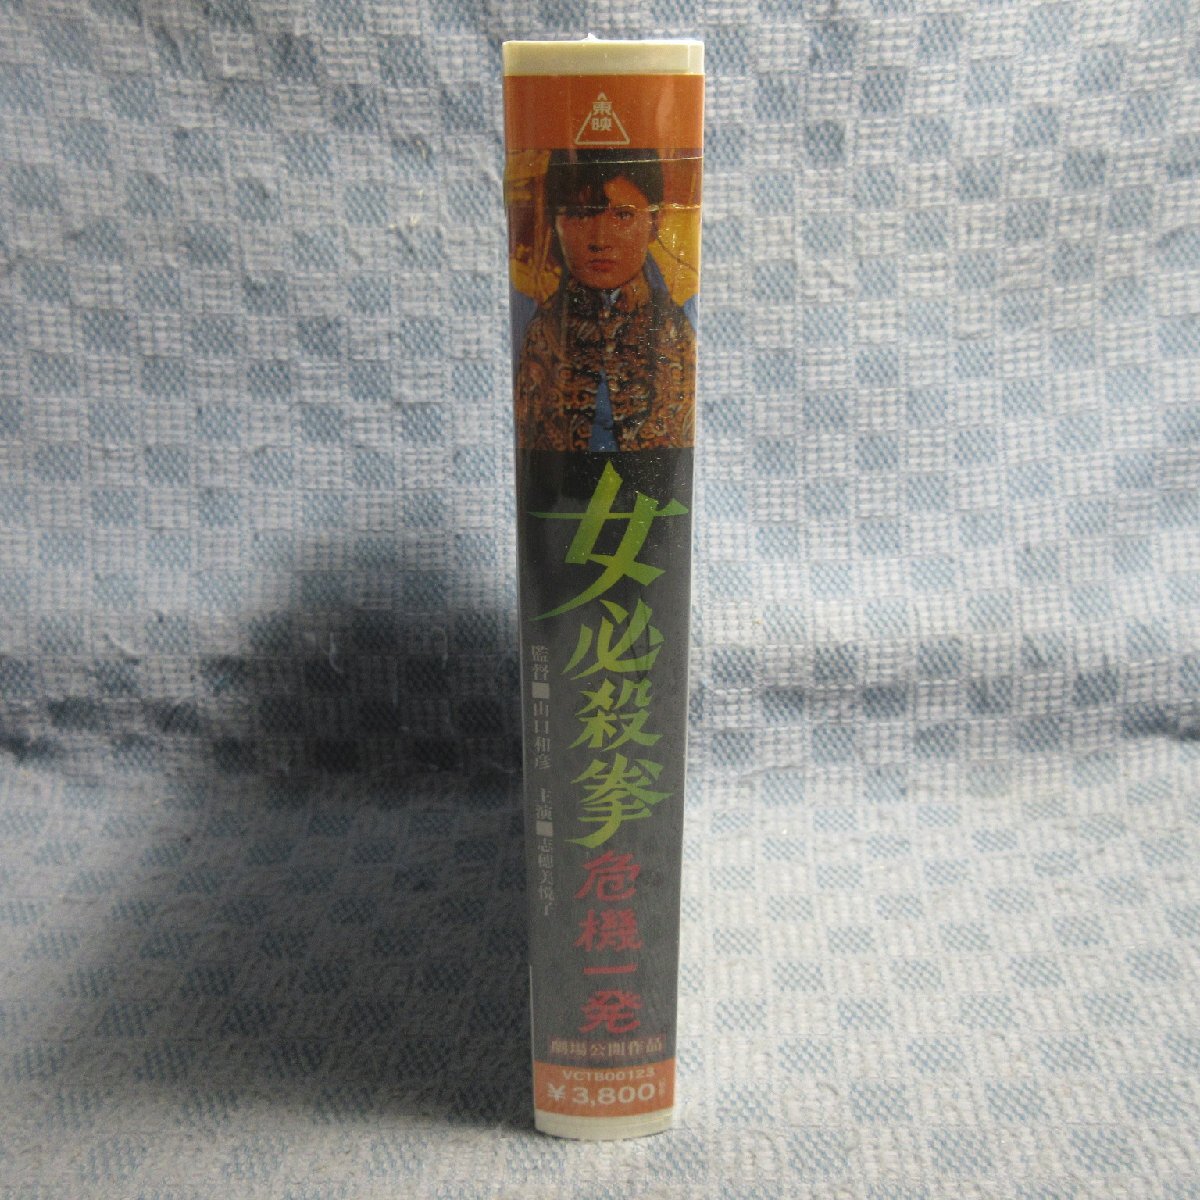 東映
女必殺拳
危機一発
監督■山口和彦 主演■志穂美悦子
劇場公開作品
VCTB00123
¥3,800